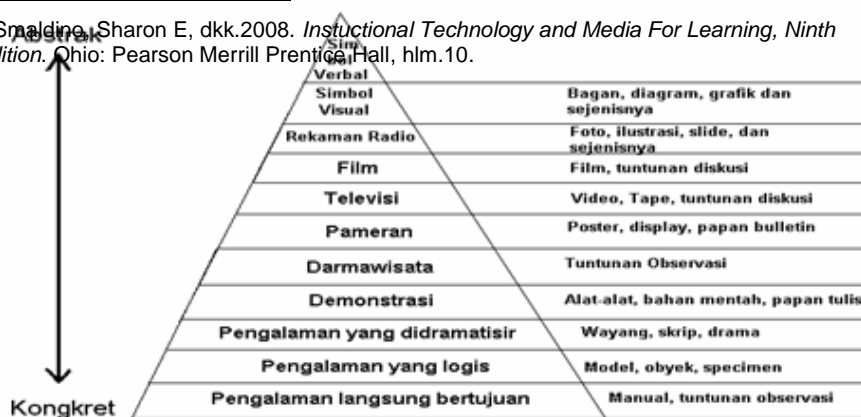 Smaldino, Sharon E, dkk.2008. Instuctional Technology and Media For Learning, Ninth
dition. Ohio: Pearson Merrill Prentice Hall, hlm.10.
Abstrak
Sim
bol
Verbal
Simbol
Visual
Bagan, diagram, grafik dan
sejenisnya
Rekaman Radio
Foto, ilustrasi, slide, dan
sejenisnya
Film
Film, tuntunan diskusi
Televisi
Video, Tape, tuntunan diskusi
Pameran
Poster, display, papan bulletin
Darmawisata
Tuntunan Observasi
Demonstrasi
Alat-alat, bahan mentah, papan tulis
Pengalaman yang didramatisir
Wayang, skrip, drama
Pengalaman yang logis
Model, obyek, specimen
Pengalaman langsung bertujuan
Manual, tuntunan observasi
Kongkret